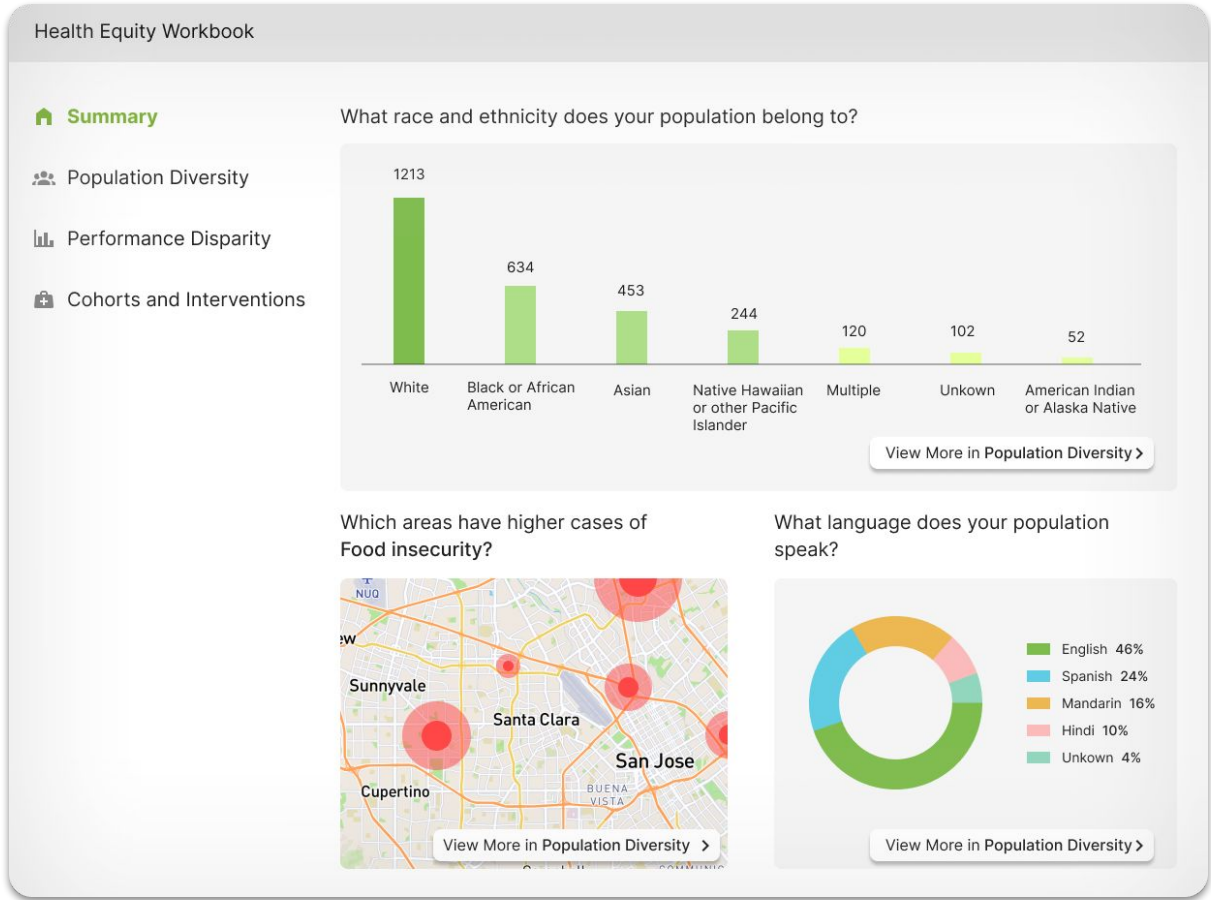 Health Equity Workbook
Summary
Population Diversity
Performance Disparity
Cohorts and Interventions
What race and ethnicity does your population belong to?
1213
634
453
244
120
102
52
White
Black or African
American
Asian
Native Hawaiian
or other Pacific
Islander
Multiple
Unkown
American Indian
or Alaska Native
View More in Population Diversity
Which areas have higher cases of
Food insecurity?
NUQ
ew
Sunnyvale
Santa Clara
San Jose
Cupertino
BUENA
VISTA
View More in Population Diversity
What language does your population
speak?
English 46%
Spanish 24%
Mandarin 16%
Hindi 10%
Unkown 4%
View More in Population Diversity